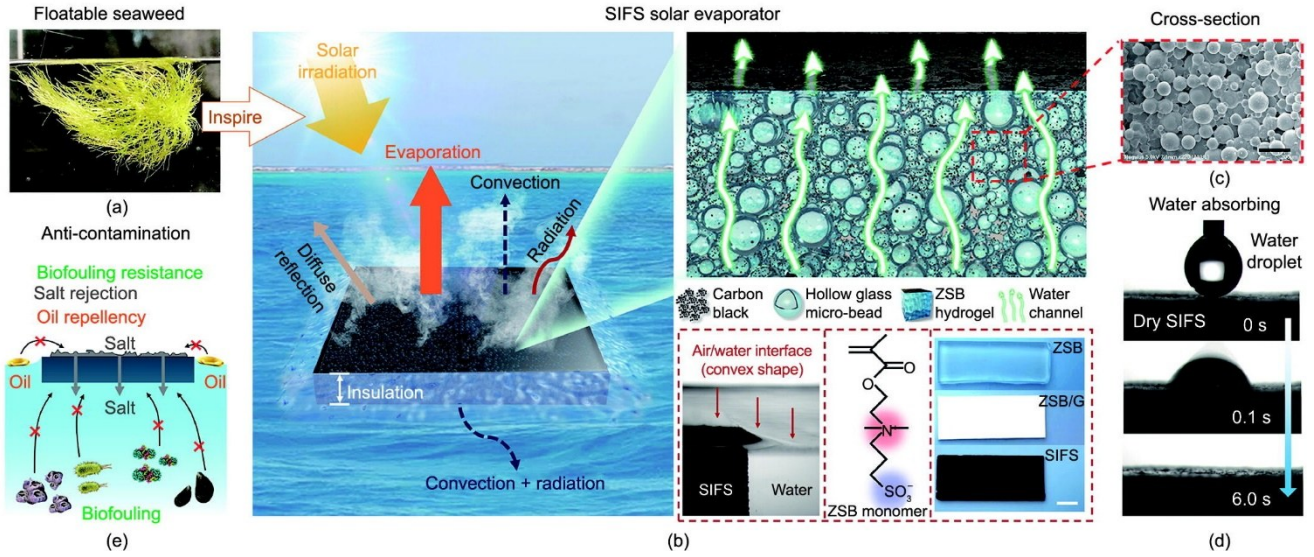 Floatable seaweed
SIFS solar evaporator
Cross-section
Solar
irradiation
Inspire
Evaporation
Convection
Radiation
Diffuse
reflection
Insulation
Convection + radiation
(a)
Anti-contamination
Biofouling resistance
Salt rejection
Oil repellency
Salt
Oil
Oil
Salt
Biofouling
(e)
Carbon
black
Hollow glass
micro-bead
ZSB
hydrogel
Water
channel
Air/water interface
(convex shape)
SIFS
Water
O
O
N+
SO3−
ZSB monomer
ZSB
ZSB/G
SIFS
(b)
(c)
Water absorbing
Water
droplet
Dry SIFS
0 s
0.1 s
6.0 s
(d)